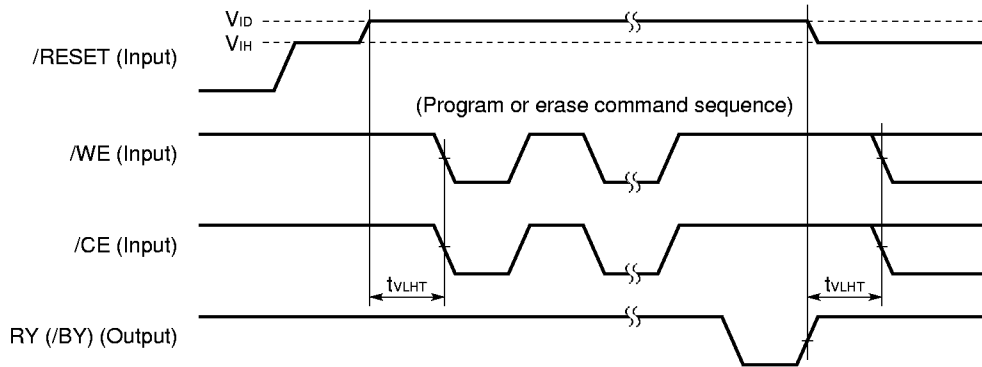 VID
VIH
/RESET (Input)
(Program or erase command sequence)
/WE (Input)
/CE (Input)
tVLHT
tVLHT
RY (/BY) (Output)